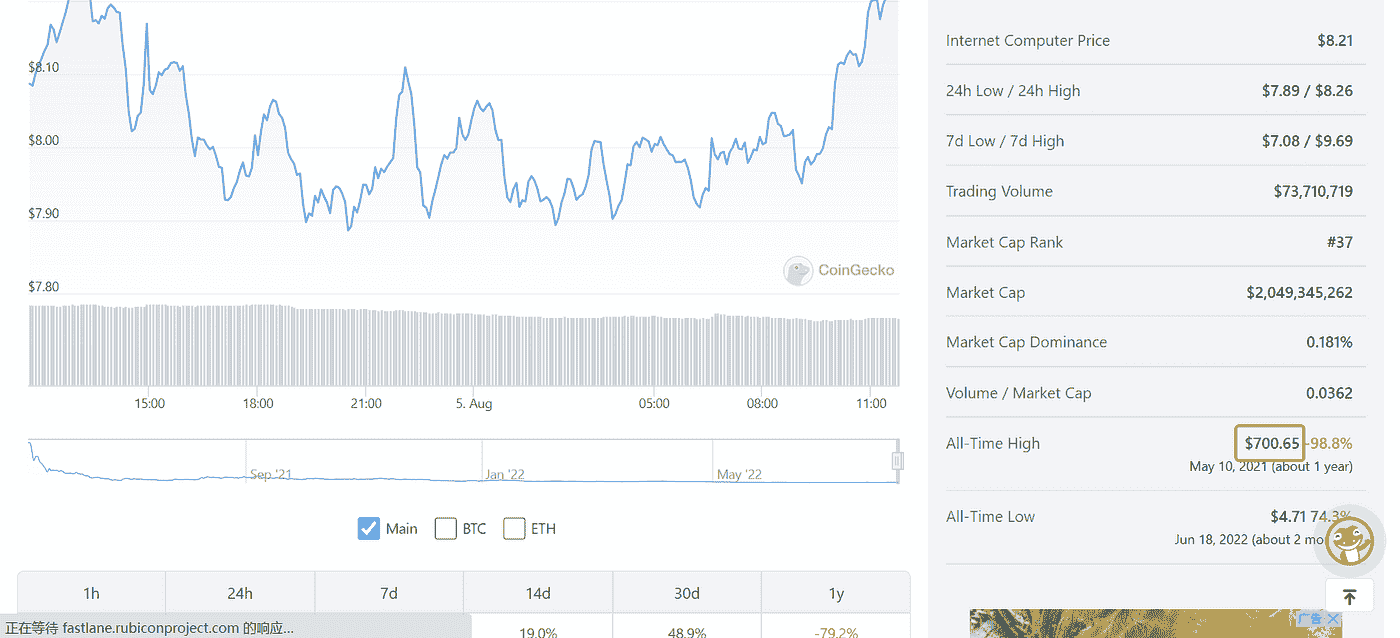 $8.10
$8.00
$7.90
$7.80
CoinGecko
15:00 18:00 21:00 5. Aug 05:00 08:00 11:00
Sep '21 Jan '22 May '22
Main BTC ETH
1h 24h 7d 14d 30d 1y
19.0% 48.9% -79.2%
正在等待 fastlane.rubiconproject.com 的响应...
Internet Computer Price $8.21
24h Low / 24h High $7.89 / $8.26
7d Low / 7d High $7.08 / $9.69
Trading Volume $73,710,719
Market Cap Rank #37
Market Cap $2,049,345,262
Market Cap Dominance 0.181%
Volume / Market Cap 0.0362
All-Time High $700.65 -98.8%
May 10, 2021 (about 1 year)
All-Time Low $4.71 74.3%
Jun 18, 2022 (about 2 mo
广告